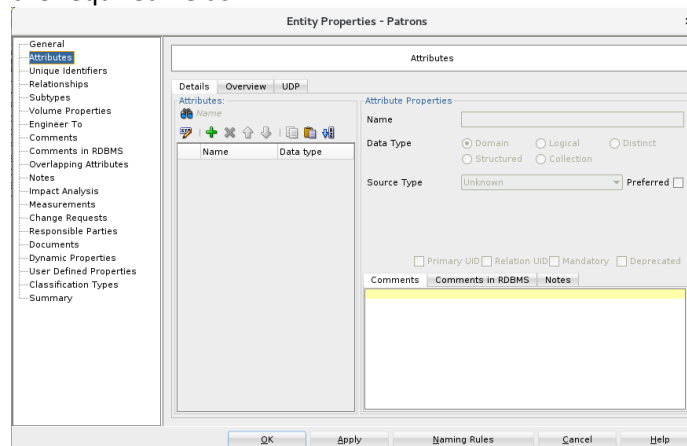 Entity Properties - Patrons
General
Attributes
Unique Identifiers
Relationships
Subtypes
Volume Properties
Engineer To
Comments
Comments in RDBMS
Overlapping Attributes
Notes
Impact Analysis
Measurements
Change Requests
Responsible Parties
Documents
Dynamic Properties
User Defined Properties
Classification Types
Summary
Attributes
Details Overview UDP
Attributes:
Name
Name Data type
Attribute Properties
Name
Data Type Domain Logical Distinct
Structured Collection
Source Type Unknown Preferred
Primary UID Relation UID Mandatory Deprecated
Comments Comments in RDBMS Notes
OK Apply Naming Rules Cancel Help